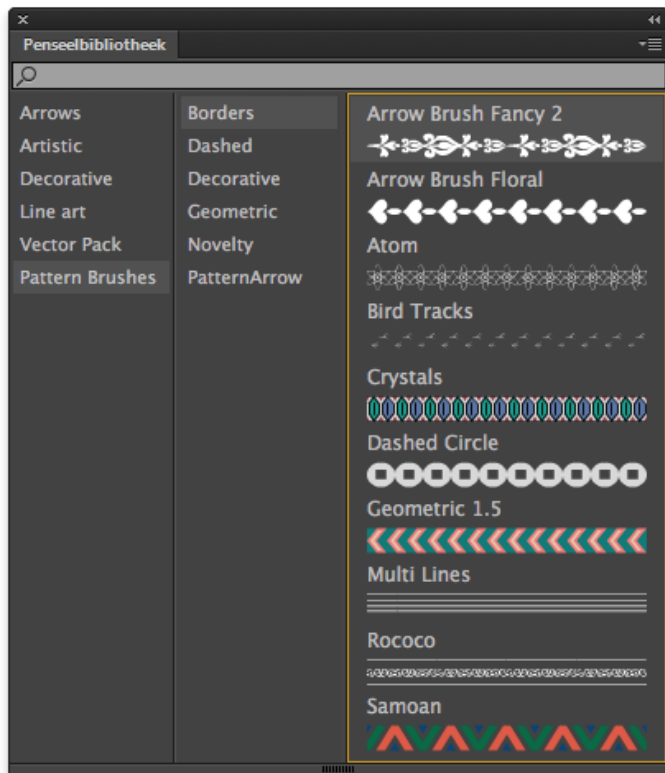 Penseelbibliotheek
Arrows
Artistic
Decorative
Line art
Vector Pack
Pattern Brushes
Borders
Dashed
Decorative
Geometric
Novelty
PatternArrow
Arrow Brush Fancy 2
Arrow Brush Floral
Atom
Bird Tracks
Crystals
Dashed Circle
Geometric 1.5
Multi Lines
Rococo
Samoan